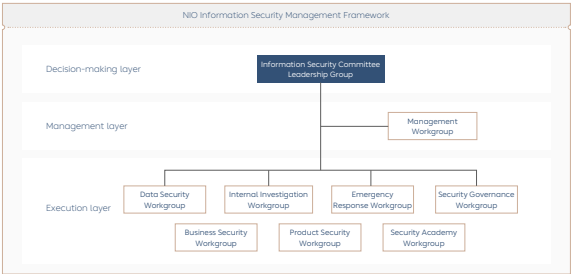 NIO Information Security Management Framework
Decision-making layer
Information Security Committee
Leadership Group
Management layer
Management
Workgroup
Execution layer
Data Security
Workgroup
Internal Investigation
Workgroup
Emergency
Response Workgroup
Security Governance
Workgroup
Business Security
Workgroup
Product Security
Workgroup
Security Academy
Workgroup